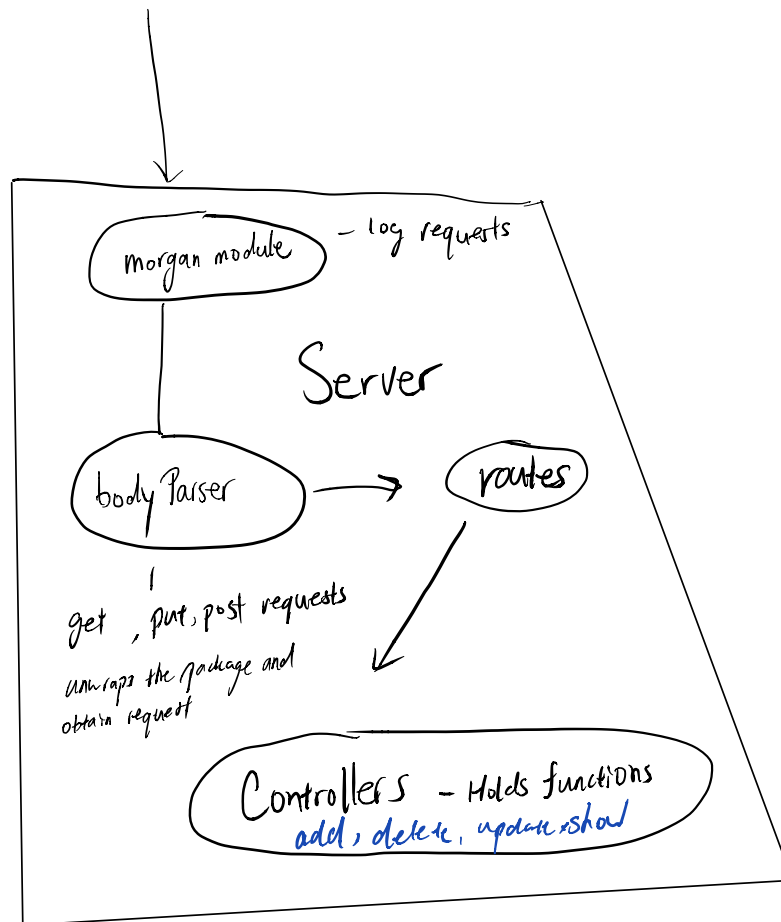 morgan module
- log requests
Server
body Parser
routes
get , put, post requests
unwraps the package and
obtain request
Controllers - Holds functions
add, delete, update, show